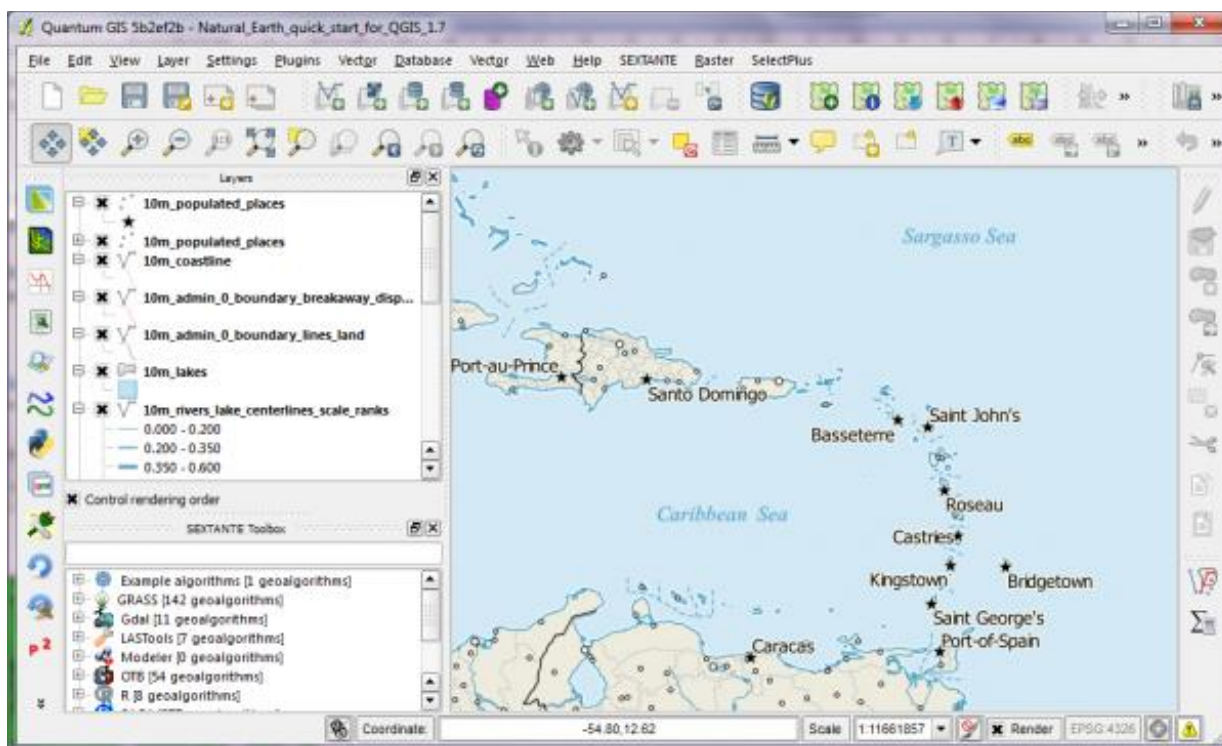 Quantum GIS 5b2ef2b - Natural_Earth_quick_start_for_QGIS_1.7
File Edit View Layer Settings Plugins Vector Database Vector Web Help SEXTANTE Raster SelectPlus
Layers
10m_populated_places
10m_populated_places
10m_coastline
10m_admin_0_boundary_breakaway_disp...
10m_admin_0_boundary_lines_land
10m_lakes
10m_rivers_lake_centerlines_scale_ranks
0.000 - 0.200
0.200 - 0.350
0.350 - 0.600
Control rendering order
SEXTANTE Toolbox
Example algorithms [1 geoalgorithms]
GRASS [142 geoalgorithms]
Gdal [11 geoalgorithms]
LASTools [7 geoalgorithms]
Modeler [0 geoalgorithms]
OTB [54 geoalgorithms]
R [8 geoalgorithms]
Sargasso Sea
Port-au-Prince
Santo Domingo
Basseterre
Saint John's
Roseau
Caribbean Sea
Castries
Kingstown
Bridgetown
Saint George's
Port-of-Spain
Caracas
Coordinate: -54.80,12.62 Scale 1:11661857 Render EPSG:4326